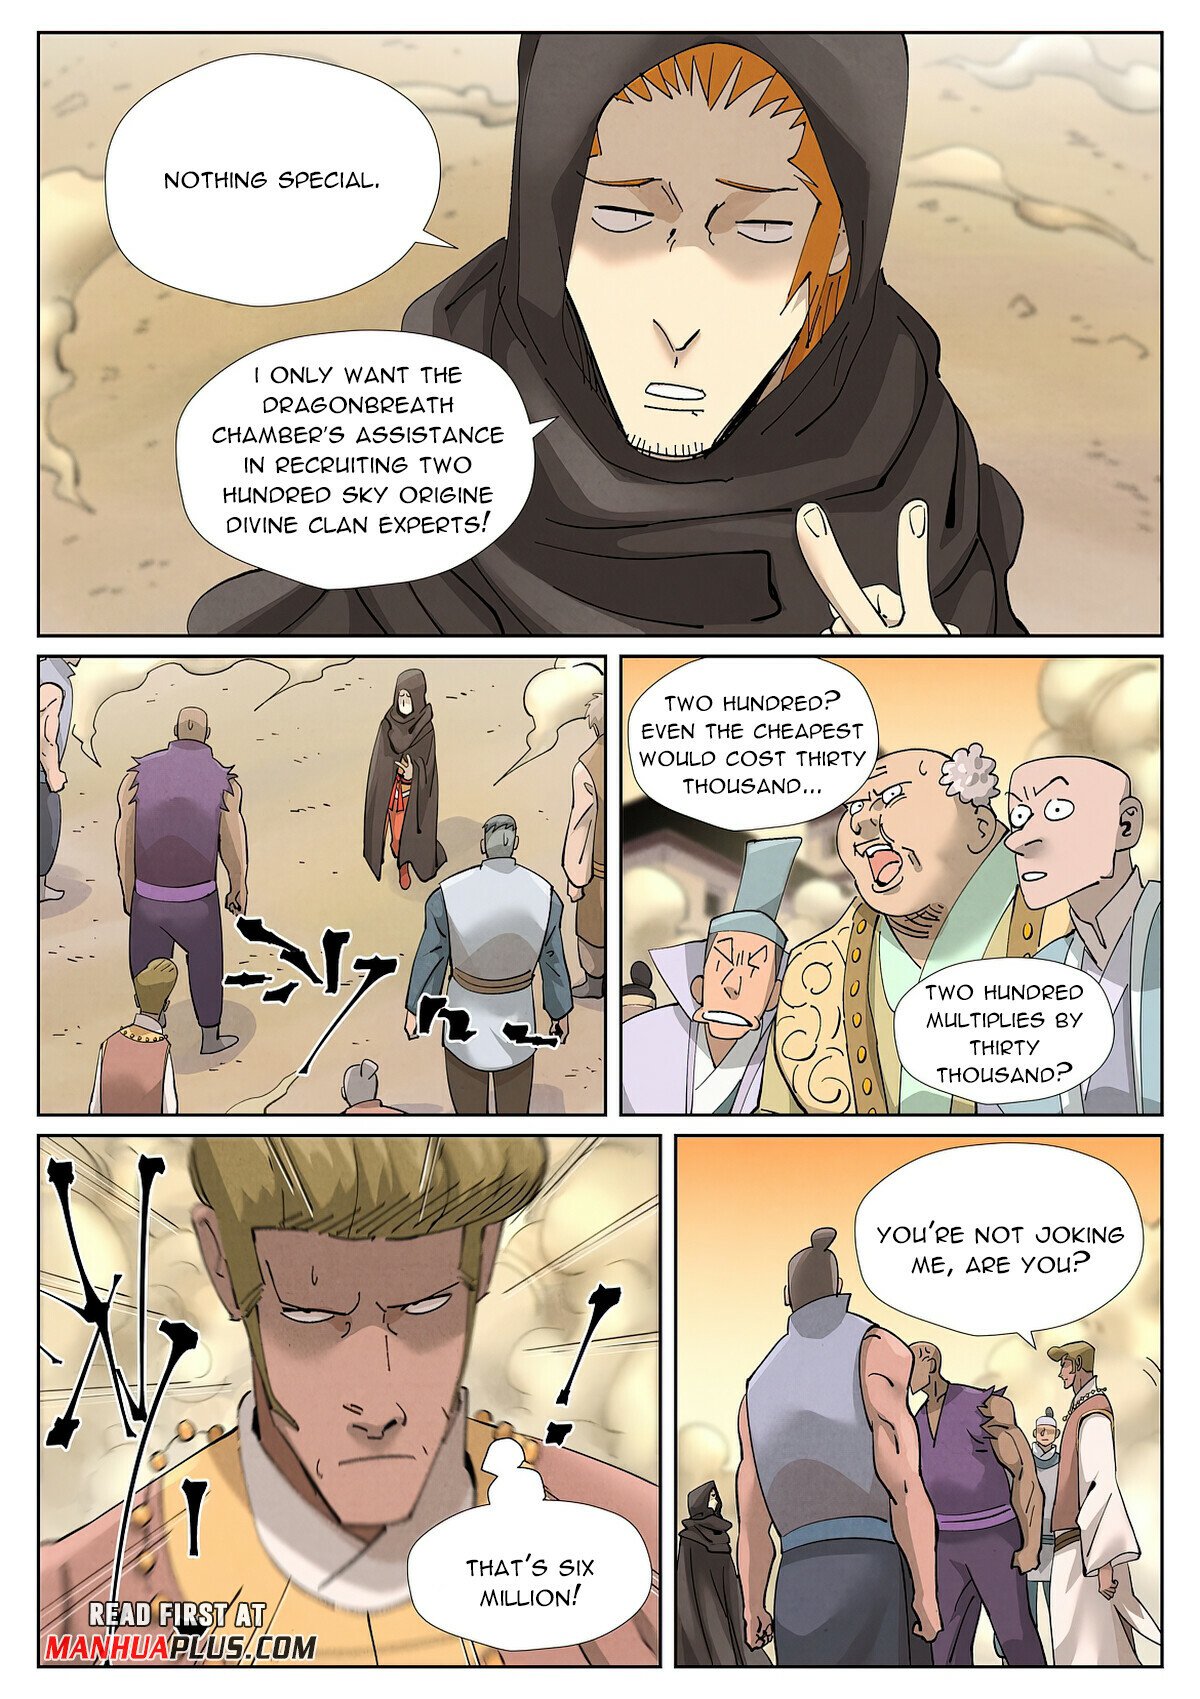 NOTHING SPECIAL.
I ONLY WANT THE
DRAGONBREATH
CHAMBER'S ASSISTANCE
IN RECRUITING TWO
HUNDRED SKY ORIGINE
DIVINE CLAN EXPERTS!
TWO HUNDRED?
EVEN THE CHEAPEST
WOULD COST THIRTY
THOUSAND...
TWO HUNDRED
MULTIPLIES BY
THIRTY
THOUSAND?
THAT'S SIX
MILLION!
YOU'RE NOT JOKING
ME, ARE YOU?
READ FIRST AT
MANHUAPLUS.COM